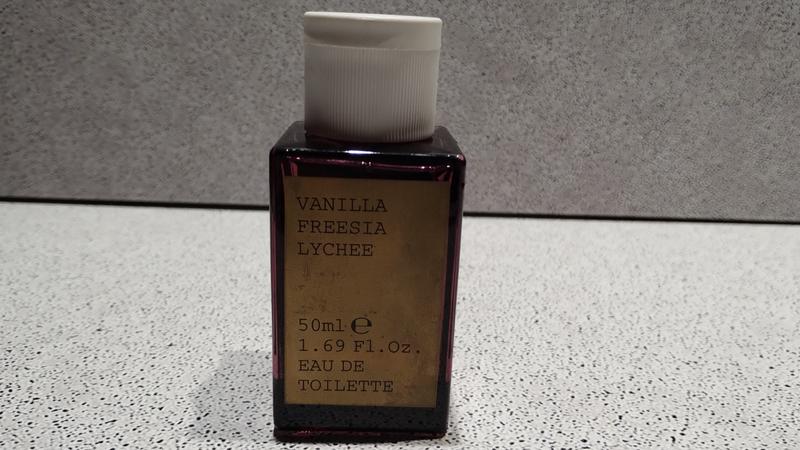 VANILLA
FREESIA
LYCHEE
50ml ℮
1.69 Fl.Oz.
EAU DE
TOILETTE